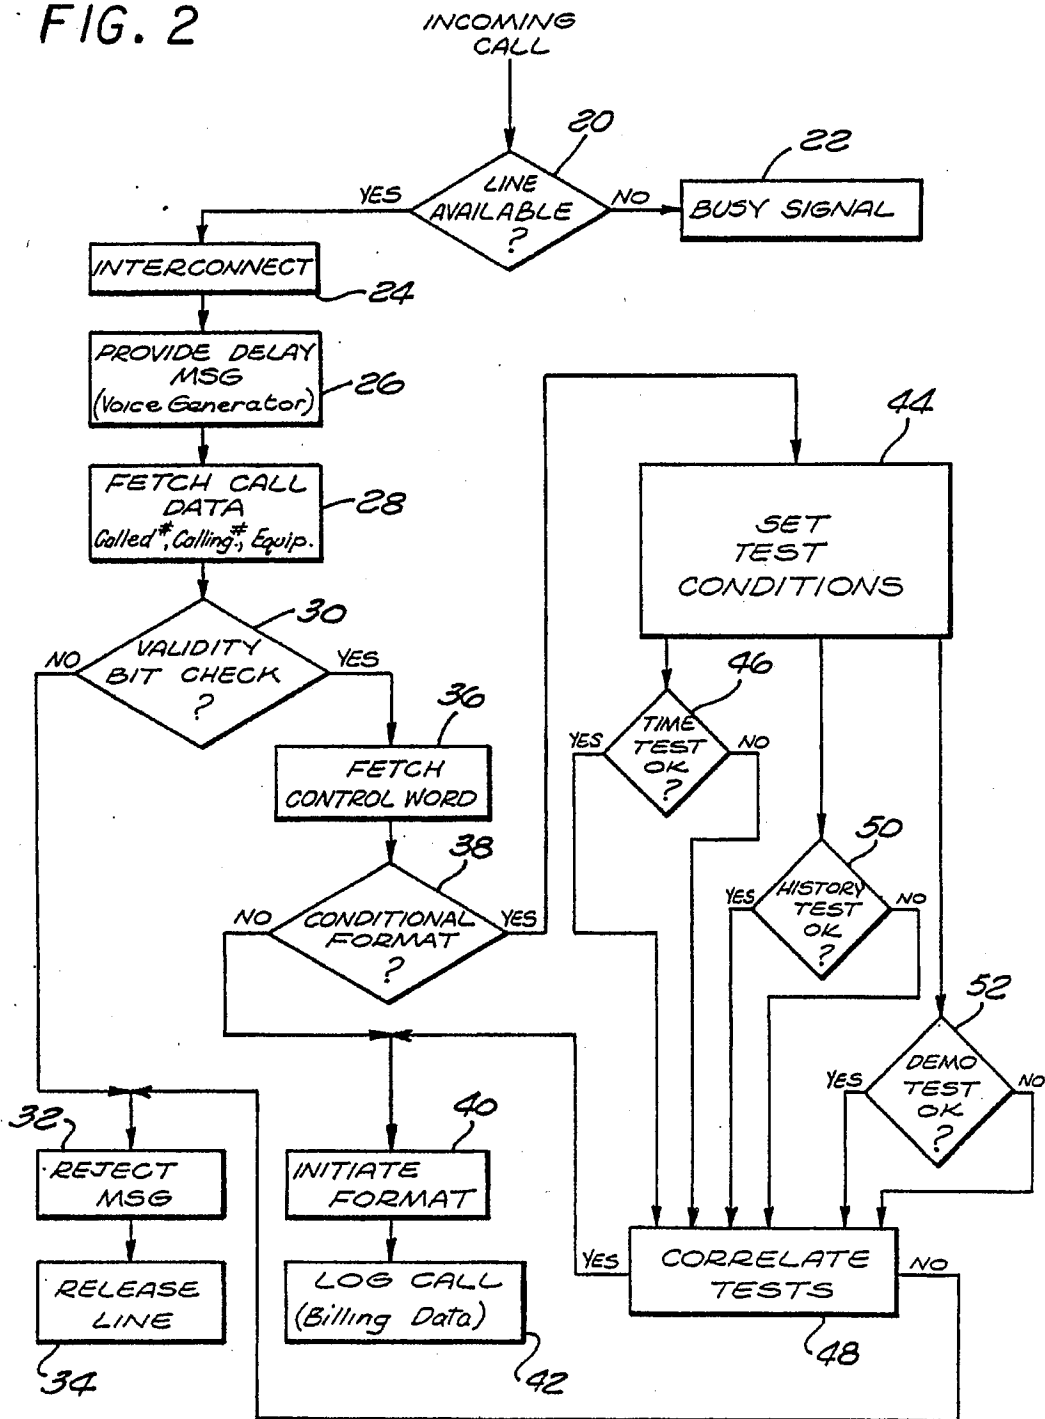 FIG. 2
INCOMING
CALL
20
LINE
AVAILABLE
?
YES
NO
22
BUSY SIGNAL
INTERCONNECT
24
PROVIDE DELAY
MSG
(Voice Generator)
26
FETCH CALL
DATA
Called #, Calling #, Equip.
28
30
VALIDITY
BIT CHECK
?
NO
YES
36
FETCH
CONTROL WORD
38
CONDITIONAL
FORMAT
?
NO
YES
44
SET
TEST
CONDITIONS
46
TIME
TEST
OK
?
YES
NO
50
HISTORY
TEST
OK
?
YES
NO
52
DEMO
TEST
OK
?
YES
NO
32
REJECT
MSG
RELEASE
LINE
34
40
INITIATE
FORMAT
LOG CALL
(Billing Data)
42
YES
CORRELATE
TESTS
NO
48